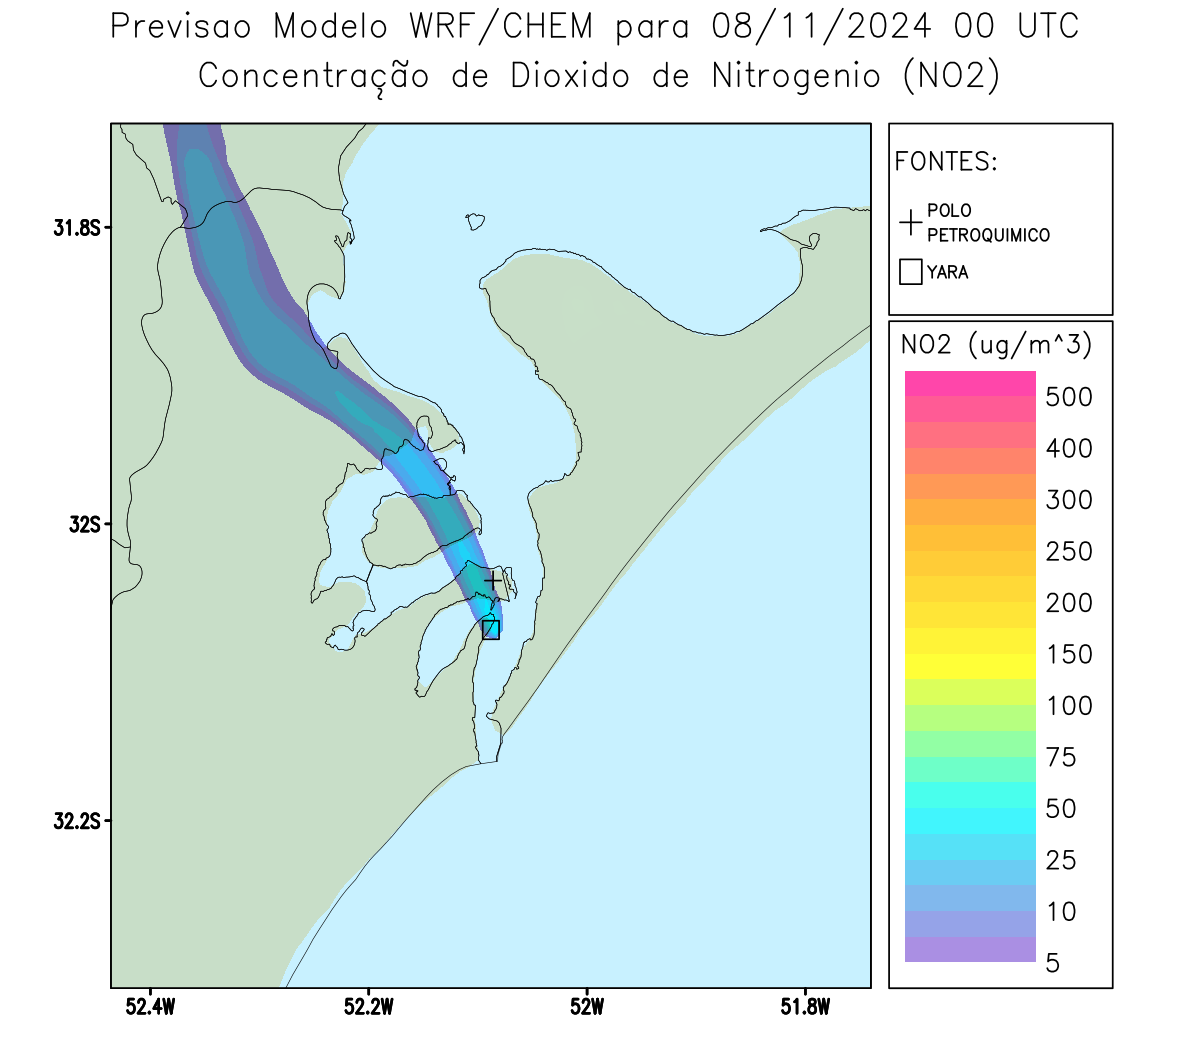 Previsao Modelo WRF/CHEM para 08/11/2024 00 UTC
Concentração de Dioxido de Nitrogenio (NO2)
FONTES:
POLO
PETROQUIMICO
YARA
NO2 (ug/m^3)
500
400
300
250
200
150
100
75
50
25
10
5
31.8S
32S
32.2S
52.4W
52.2W
52W
51.8W